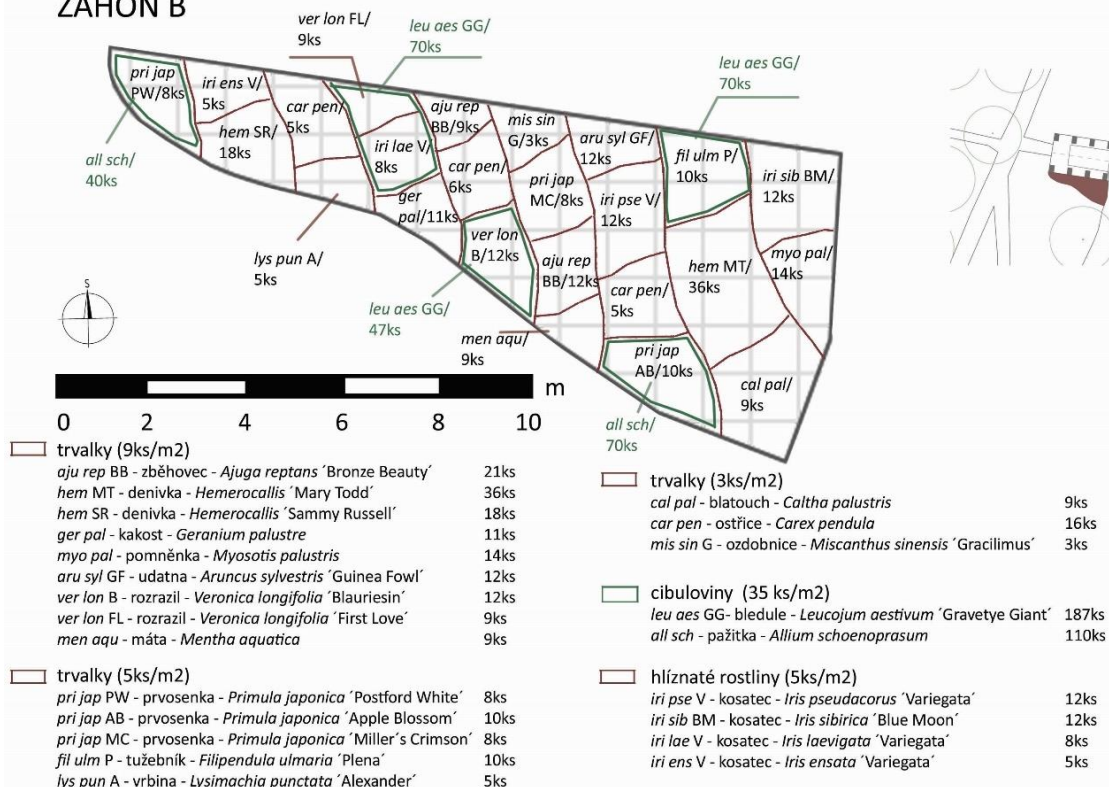 ZÁHON B
ver lon FL/
9ks
leu aes GG/
70ks
leu aes GG/
70ks
pri jap
PW/8ks
iri ens V/
5ks
hem SR/
18ks
car pen/
5ks
iri lae V/
8ks
aju rep
BB/9ks
mis sin
G/3ks
aru syl GF/
12ks
fil ulm P/
10ks
iri sib BM/
12ks
all sch/
40ks
car pen/
6ks
pri jap
MC/8ks
iri pse V/
12ks
ger
pal/11ks
lys pun A/
5ks
ver lon
B/12ks
aju rep
BB/12ks
hem MT/
36ks
myo pal/
14ks
car pen/
5ks
leu aes GG/
47ks
men aqu/
9ks
pri jap
AB/10ks
cal pal/
9ks
all sch/
70ks
S
m
0 2 4 6 8 10
trvalky (9ks/m2)
aju rep BB - zběhovec - Ajuga reptans ´Bronze Beauty´ 21ks
hem MT - denivka - Hemerocallis ´Mary Todd´ 36ks
hem SR - denivka - Hemerocallis ´Sammy Russell´ 18ks
ger pal - kakost - Geranium palustre 11ks
myo pal - pomněnka - Myosotis palustris 14ks
aru syl GF - udatna - Aruncus sylvestris ´Guinea Fowl´ 12ks
ver lon B - rozrazil - Veronica longifolia ´Blauriesin´ 12ks
ver lon FL - rozrazil - Veronica longifolia ´First Love´ 9ks
men aqu - máta - Mentha aquatica 9ks
trvalky (5ks/m2)
pri jap PW - prvosenka - Primula japonica ´Postford White´ 8ks
pri jap AB - prvosenka - Primula japonica ´Apple Blossom´ 10ks
pri jap MC - prvosenka - Primula japonica ´Miller´s Crimson´ 8ks
fil ulm P - tužebník - Filipendula ulmaria ´Plena´ 10ks
lys pun A - vrbina - Lysimachia punctata ´Alexander´ 5ks
trvalky (3ks/m2)
cal pal - blatouch - Caltha palustris 9ks
car pen - ostřice - Carex pendula 16ks
mis sin G - ozdobnice - Miscanthus sinensis ´Gracilimus´ 3ks
cibuloviny (35 ks/m2)
leu aes GG- bledule - Leucojum aestivum ´Gravetye Giant´ 187ks
all sch - pažitka - Allium schoenoprasum 110ks
hlíznaté rostliny (5ks/m2)
iri pse V - kosatec - Iris pseudacorus ´Variegata´ 12ks
iri sib BM - kosatec - Iris sibirica ´Blue Moon´ 12ks
iri lae V - kosatec - Iris laevigata ´Variegata´ 8ks
iri ens V - kosatec - Iris ensata ´Variegata´ 5ks